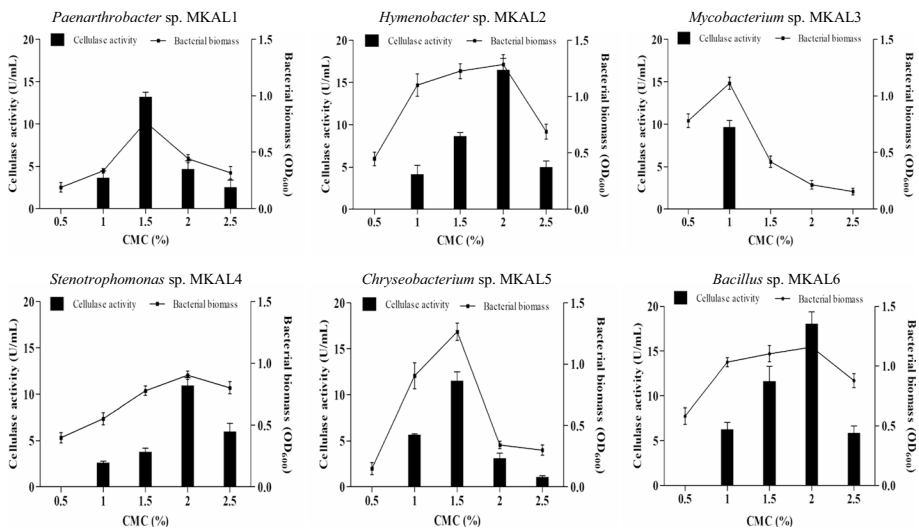 Paenarthrobacter sp. MKAL1
Cellulase activity
Bacterial biomass
Cellulase activity (U/mL)
20
15
10
5
0
Bacterial biomass (OD600)
1.5
1.0
0.5
0.0
0.5 1 1.5 2 2.5
CMC (%)
Hymenobacter sp. MKAL2
Cellulase activity
Bacterial biomass
Cellulase activity (U/mL)
20
15
10
5
0
Bacterial biomass (OD600)
1.5
1.0
0.5
0.0
0.5 1 1.5 2 2.5
CMC (%)
Mycobacterium sp. MKAL3
Cellulase activity
Bacterial biomass
Cellulase activity (U/mL)
20
15
10
5
0
Bacterial biomass (OD600)
1.5
1.0
0.5
0.0
0.5 1 1.5 2 2.5
CMC (%)
Stenotrophomonas sp. MKAL4
Cellulase activity
Bacterial biomass
Cellulase activity (U/mL)
20
15
10
5
0
Bacterial biomass (OD600)
1.5
1.0
0.5
0.0
0.5 1 1.5 2 2.5
CMC (%)
Chryseobacterium sp. MKAL5
Cellulase activity
Bacterial biomass
Cellulase activity (U/mL)
20
15
10
5
0
Bacterial biomass (OD600)
1.5
1.0
0.5
0.0
0.5 1 1.5 2 2.5
CMC (%)
Bacillus sp. MKAL6
Cellulase activity
Bacterial biomass
Cellulase activity (U/mL)
20
15
10
5
0
Bacterial biomass (OD600)
1.5
1.0
0.5
0.0
0.5 1 1.5 2 2.5
CMC (%)